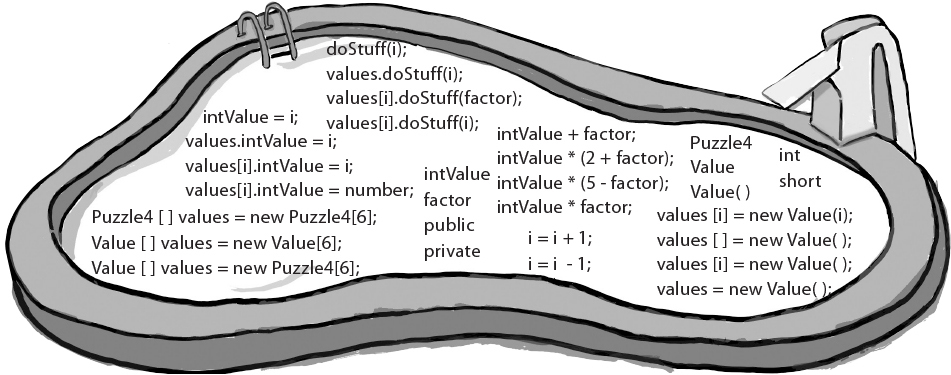 doStuff(i);
values.doStuff(i);
values[i].doStuff(factor);
values[i].doStuff(i);
intValue = i;
values.intValue = i;
values[i].intValue = i;
values[i].intValue = number;
Puzzle4 [ ] values = new Puzzle4[6];
Value [ ] values = new Value[6];
Value [ ] values = new Puzzle4[6];
intValue
factor
public
private
intValue + factor;
intValue * (2 + factor);
intValue * (5 - factor);
intValue * factor;
i = i + 1;
i = i - 1;
Puzzle4
Value
Value( )
int
short
values [i] = new Value(i);
values [ ] = new Value( );
values [i] = new Value( );
values = new Value( );